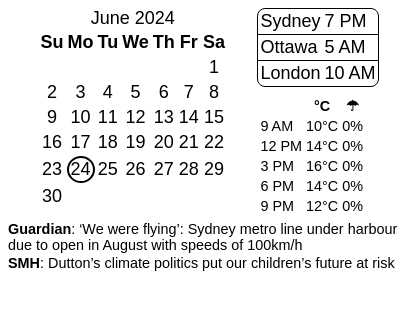 June 2024
Su Mo Tu We Th Fr Sa
1
2 3 4 5 6 7 8
9 10 11 12 13 14 15
16 17 18 19 20 21 22
23 24 25 26 27 28 29
30
Sydney 7 PM
Ottawa 5 AM
London 10 AM
°C ☂
9 AM 10°C 0%
12 PM 14°C 0%
3 PM 16°C 0%
6 PM 14°C 0%
9 PM 12°C 0%
Guardian: ‘We were flying’: Sydney metro line under harbour
due to open in August with speeds of 100km/h
SMH: Dutton’s climate politics put our children’s future at risk